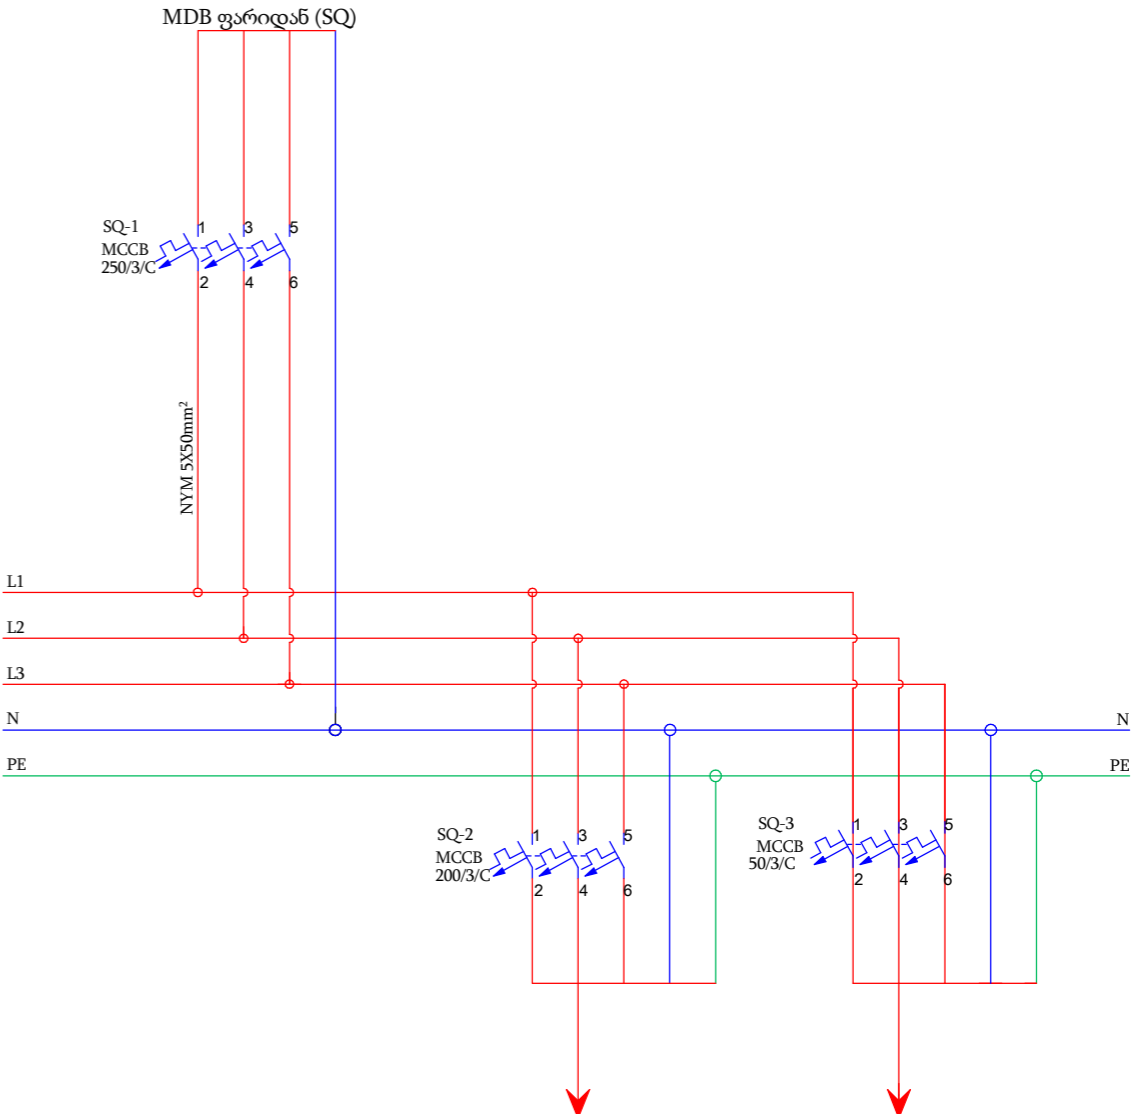 MDB ფარიდან (SQ)
SQ-1
MCCB
250/3/C
1
3
5
2
4
6
NYM 5X50mm²
L1
L2
L3
N
N
PE
PE
SQ-2
MCCB
200/3/C
1
3
5
2
4
6
SQ-3
MCCB
50/3/C
1
3
5
2
4
6